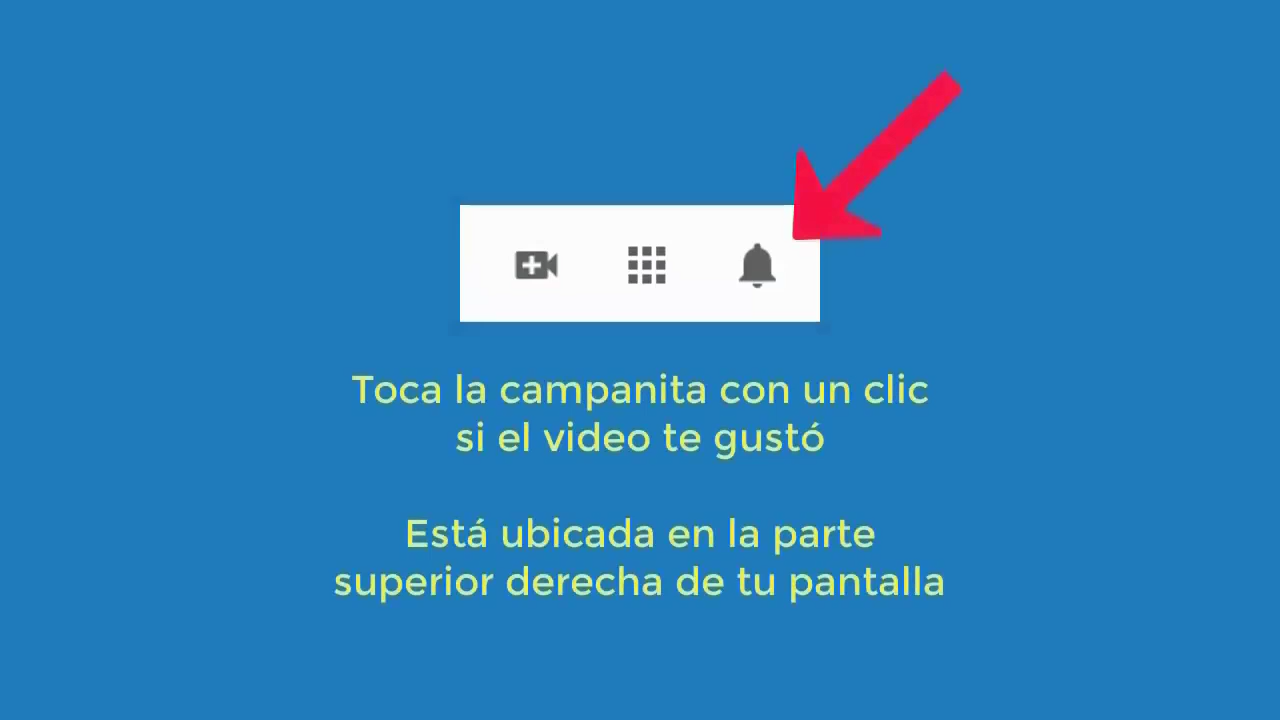 Toca la campanita con un clic
si el video te gustó
Está ubicada en la parte
superior derecha de tu pantalla